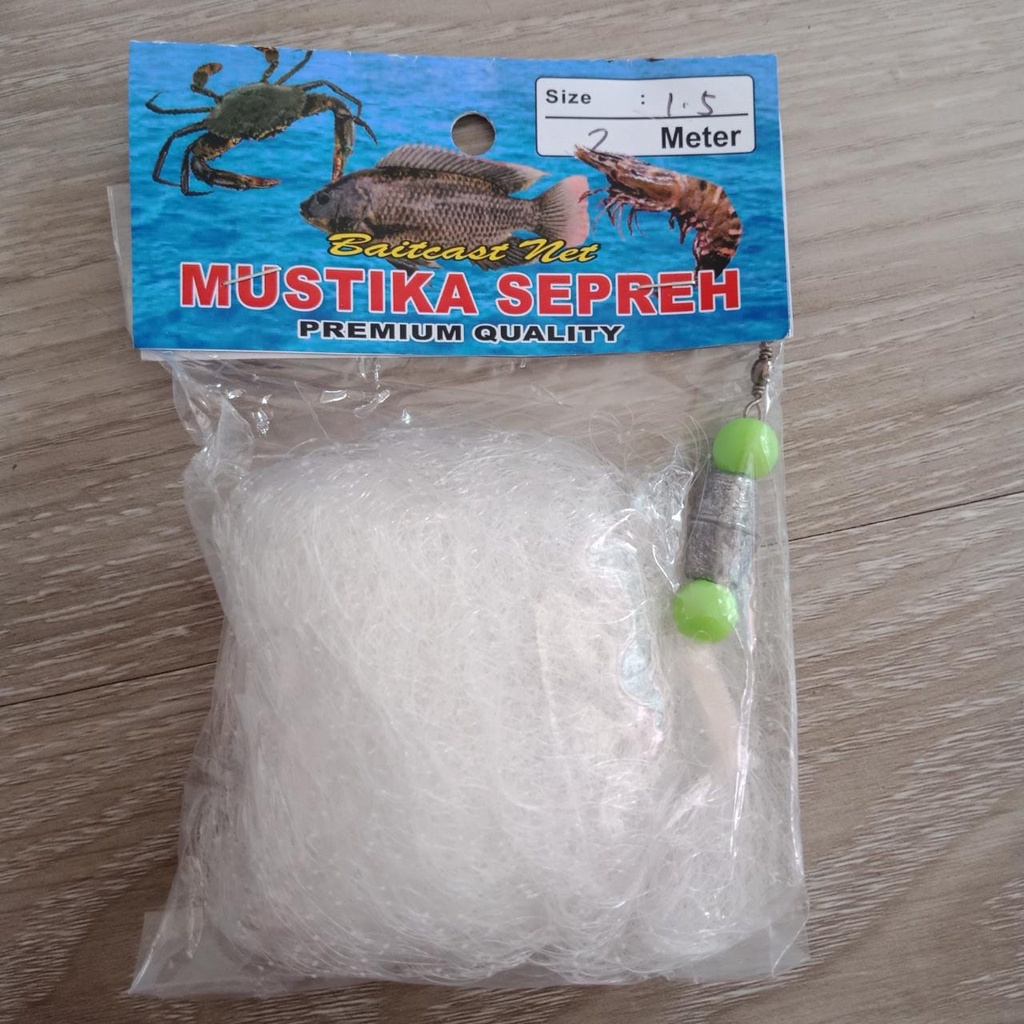 Size : 1.5
2 Meter
Baitcast Net
MUSTIKA SEPREH
PREMIUM QUALITY